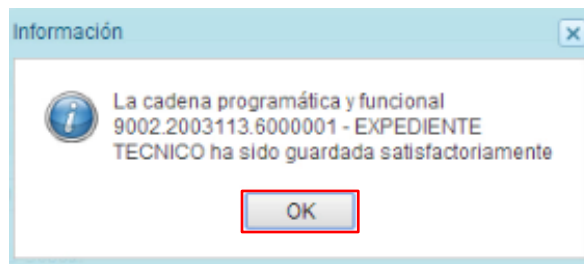 Información
La cadena programática y funcional
9002.2003113.6000001 - EXPEDIENTE
TECNICO ha sido guardada satisfactoriamente
OK